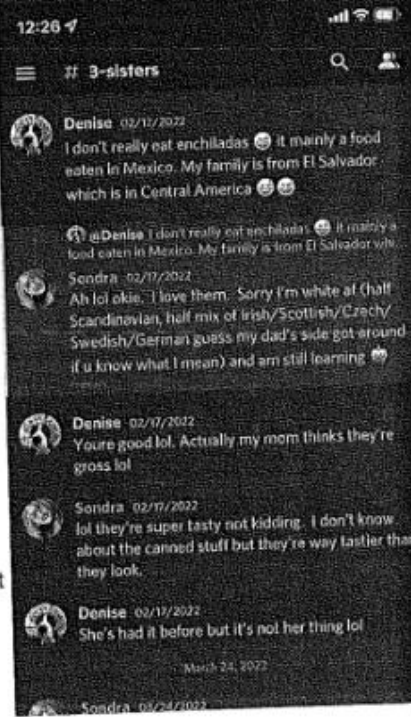 12:26
# 3-sisters
Denise 02/17/2022
I don't really eat enchiladas 😅 it mainly a food
eaten in Mexico. My family is from El Salvador
which is in Central America 😅😅
@Denise I don't really eat enchiladas 😅 it mainly a
food eaten in Mexico. My family is from El Salvador whi
Sondra 02/17/2022
Ah lol okie. I love them. Sorry I'm white af (half
Scandinavian, half mix of Irish/Scottish/Czech/
Swedish/German guess my dad's side got around
if u know what I mean) and am still learning
Denise 02/17/2022
Youre good lol. Actually my mom thinks they're
gross lol
Sondra 02/17/2022
lol they're super tasty not kidding. I don't know
about the canned stuff but they're way tastier than
they look.
Denise 02/17/2022
She's had it before but it's not her thing lol
March 24, 2022
Sondra 03/24/2022
t